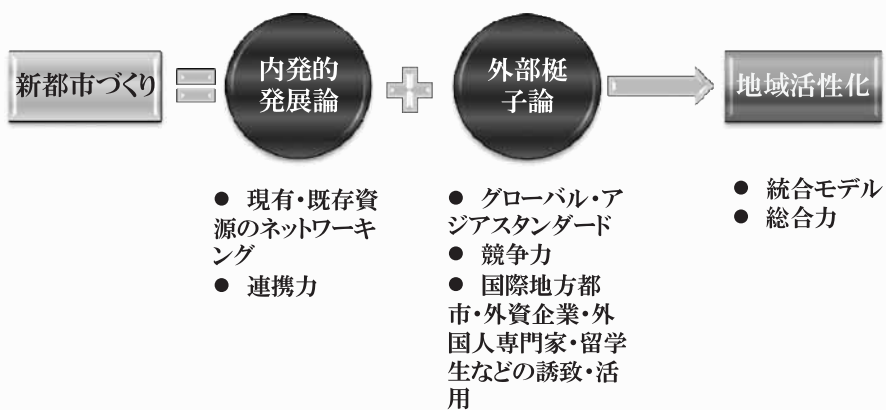 新都市づくり
内発的
発展論
外部梃
子論
地域活性化
● 現有・既存資
源のネットワーキ
ング
● 連携力
● グローバル・ア
ジアスタンダード
● 競争力
● 国際地方都
市・外資企業・外
国人専門家・留学
生などの誘致・活
用
● 統合モデル
● 総合力